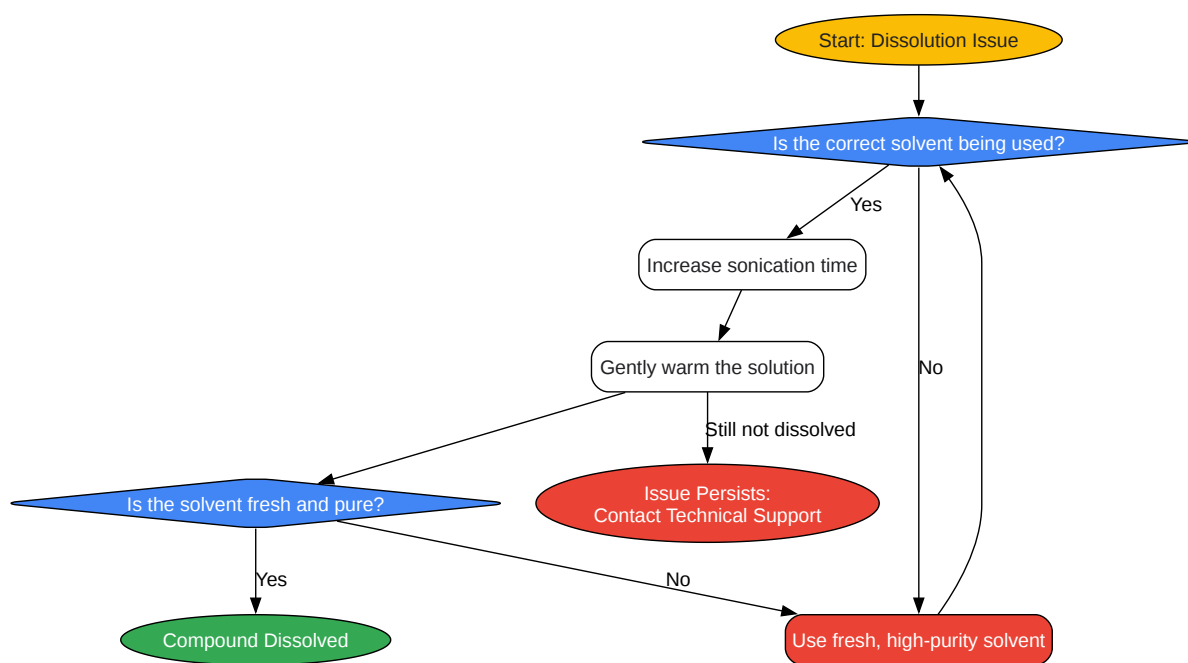 Start: Dissolution Issue
Is the correct solvent being used?
Yes
Increase sonication time
Gently warm the solution
No
Still not dissolved
Is the solvent fresh and pure?
Issue Persists:
Contact Technical Support
Yes
No
Compound Dissolved
Use fresh, high-purity solvent